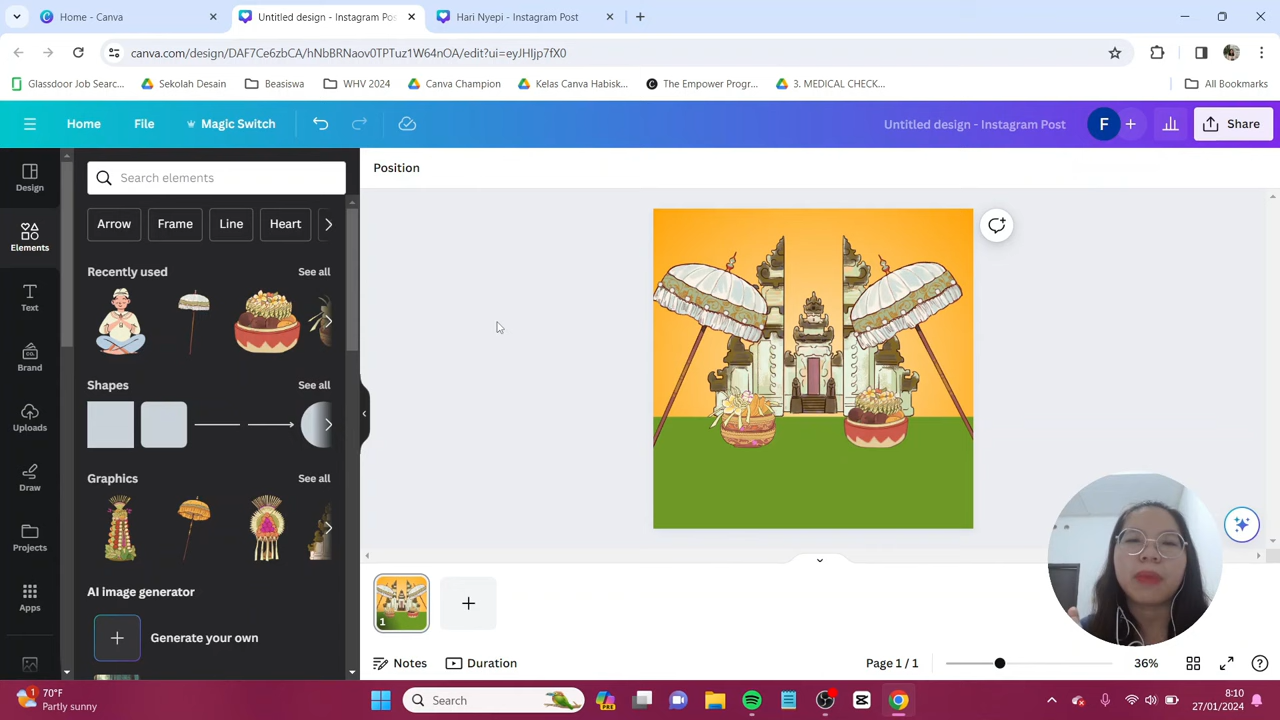 Home - Canva
Untitled design - Instagram Pos
Hari Nyepi - Instagram Post
canva.com/design/DAF7Ce6zbCA/hNbBRNaov0TPTuz1W64nOA/edit?ui=eyJHIjp7fX0
Glassdoor Job Searc...
Sekolah Desain
Beasiswa
WHV 2024
Canva Champion
Kelas Canva Habisk...
The Empower Progr...
3. MEDICAL CHECK...
All Bookmarks
Home
File
Magic Switch
Untitled design - Instagram Post
F
Share
Design
Elements
Text
Brand
Uploads
Draw
Projects
Apps
Search elements
Arrow
Frame
Line
Heart
Recently used
See all
Shapes
See all
Graphics
See all
AI image generator
Generate your own
Position
1
Notes
Duration
Page 1 / 1
36%
1
70°F
Partly sunny
Search
PRE
8:10
27/01/2024